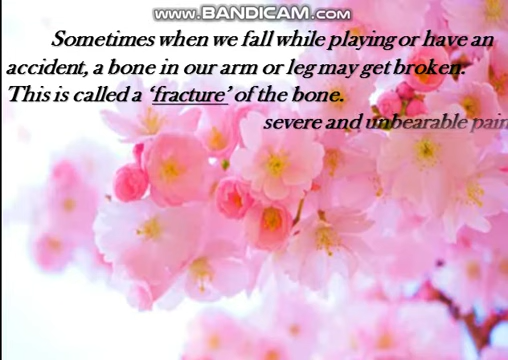 www.BANDICAM.com
Sometimes when we fall while playing or have an
accident, a bone in our arm or leg may get broken.
This is called a ‘fracture’ of the bone.
severe and unbearable pain